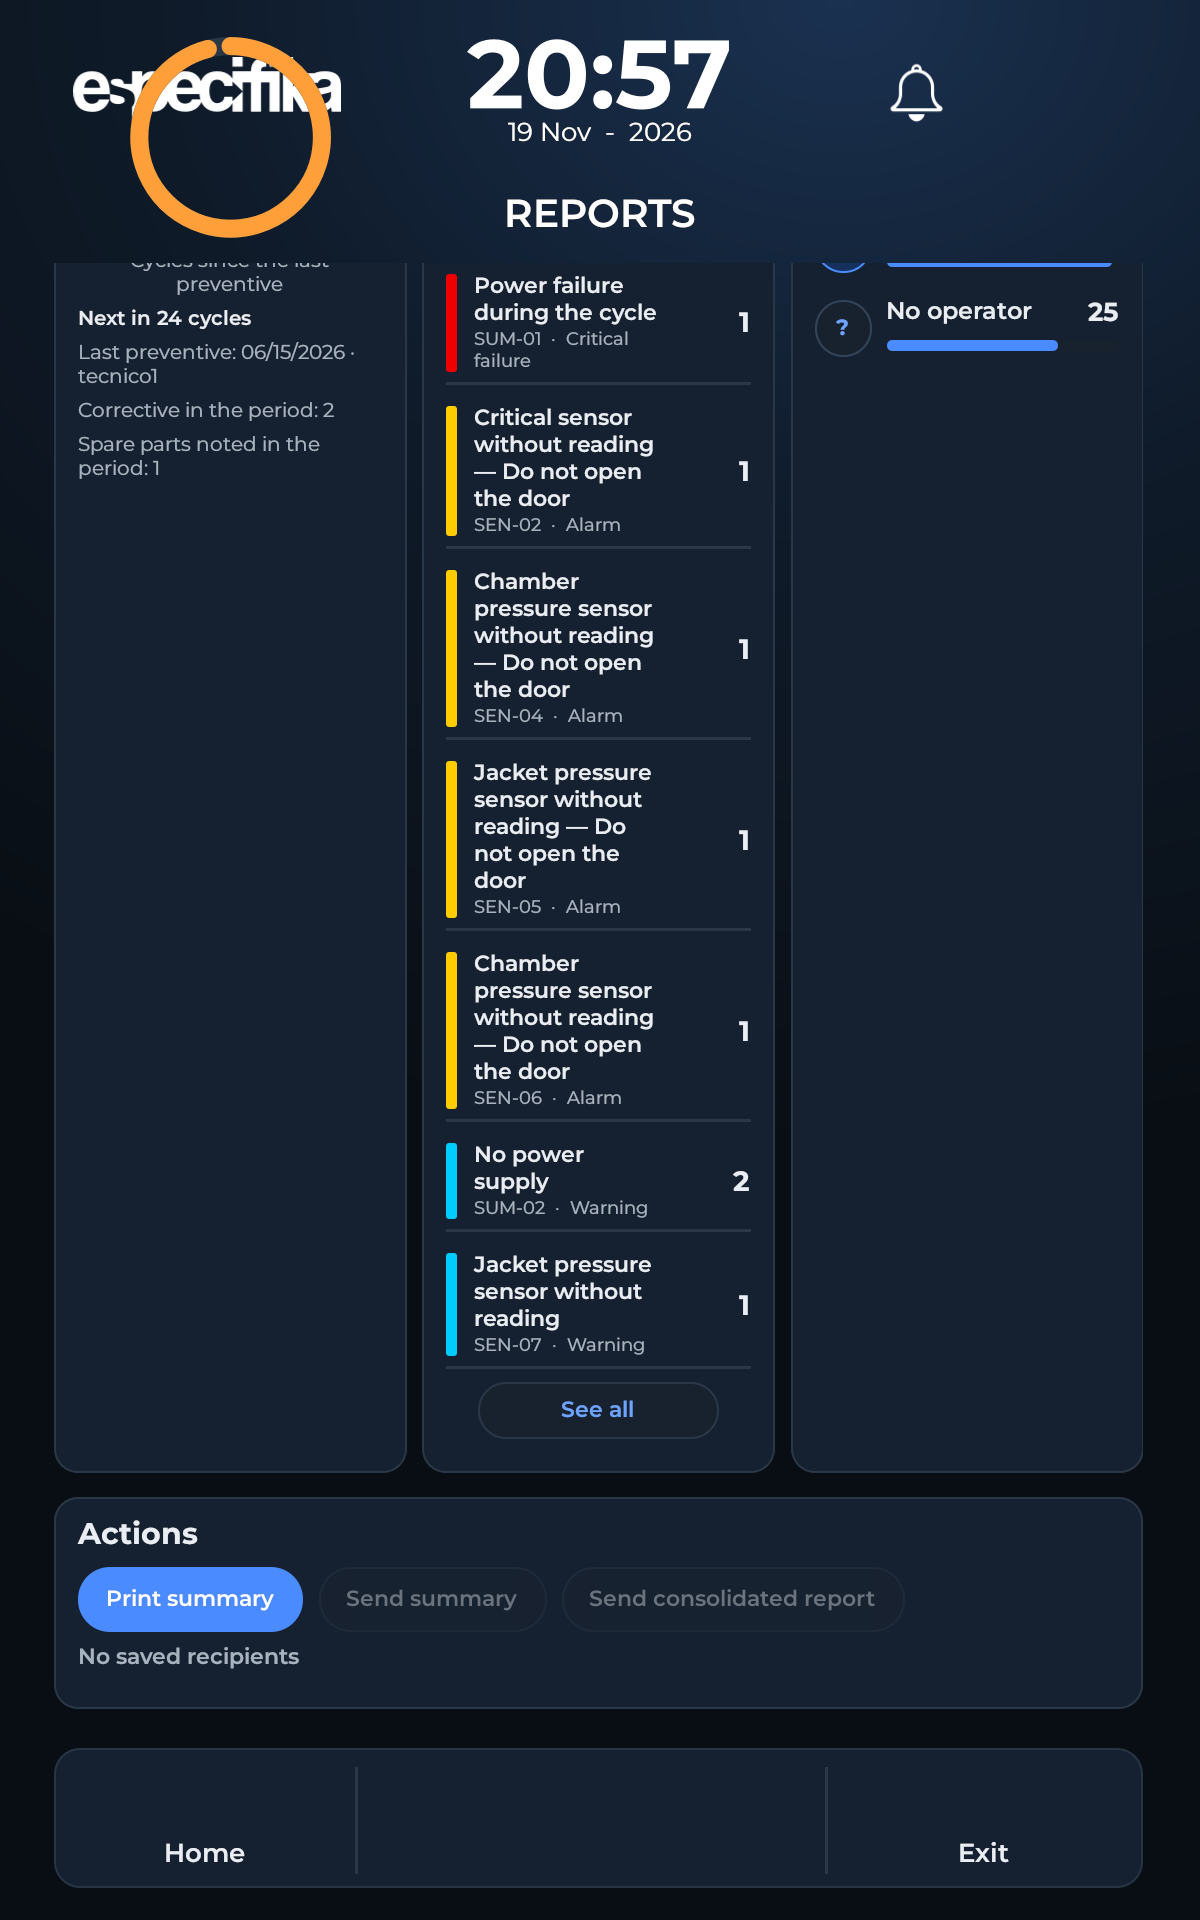 especifika
20:57
19 Nov - 2026
REPORTS
Cycles since the last
preventive
Next in 24 cycles
Last preventive: 06/15/2026 ·
tecnico1
Corrective in the period: 2
Spare parts noted in the
period: 1
Power failure
during the cycle
1
SUM-01 · Critical
failure
Critical sensor
without reading
— Do not open
the door
1
SEN-02 · Alarm
Chamber
pressure sensor
without reading
— Do not open
the door
1
SEN-04 · Alarm
Jacket pressure
sensor without
reading — Do
not open the
door
1
SEN-05 · Alarm
Chamber
pressure sensor
without reading
— Do not open
the door
1
SEN-06 · Alarm
No power
supply
2
SUM-02 · Warning
Jacket pressure
sensor without
reading
1
SEN-07 · Warning
See all
?
No operator
25
Actions
Print summary
Send summary
Send consolidated report
No saved recipients
Home
Exit